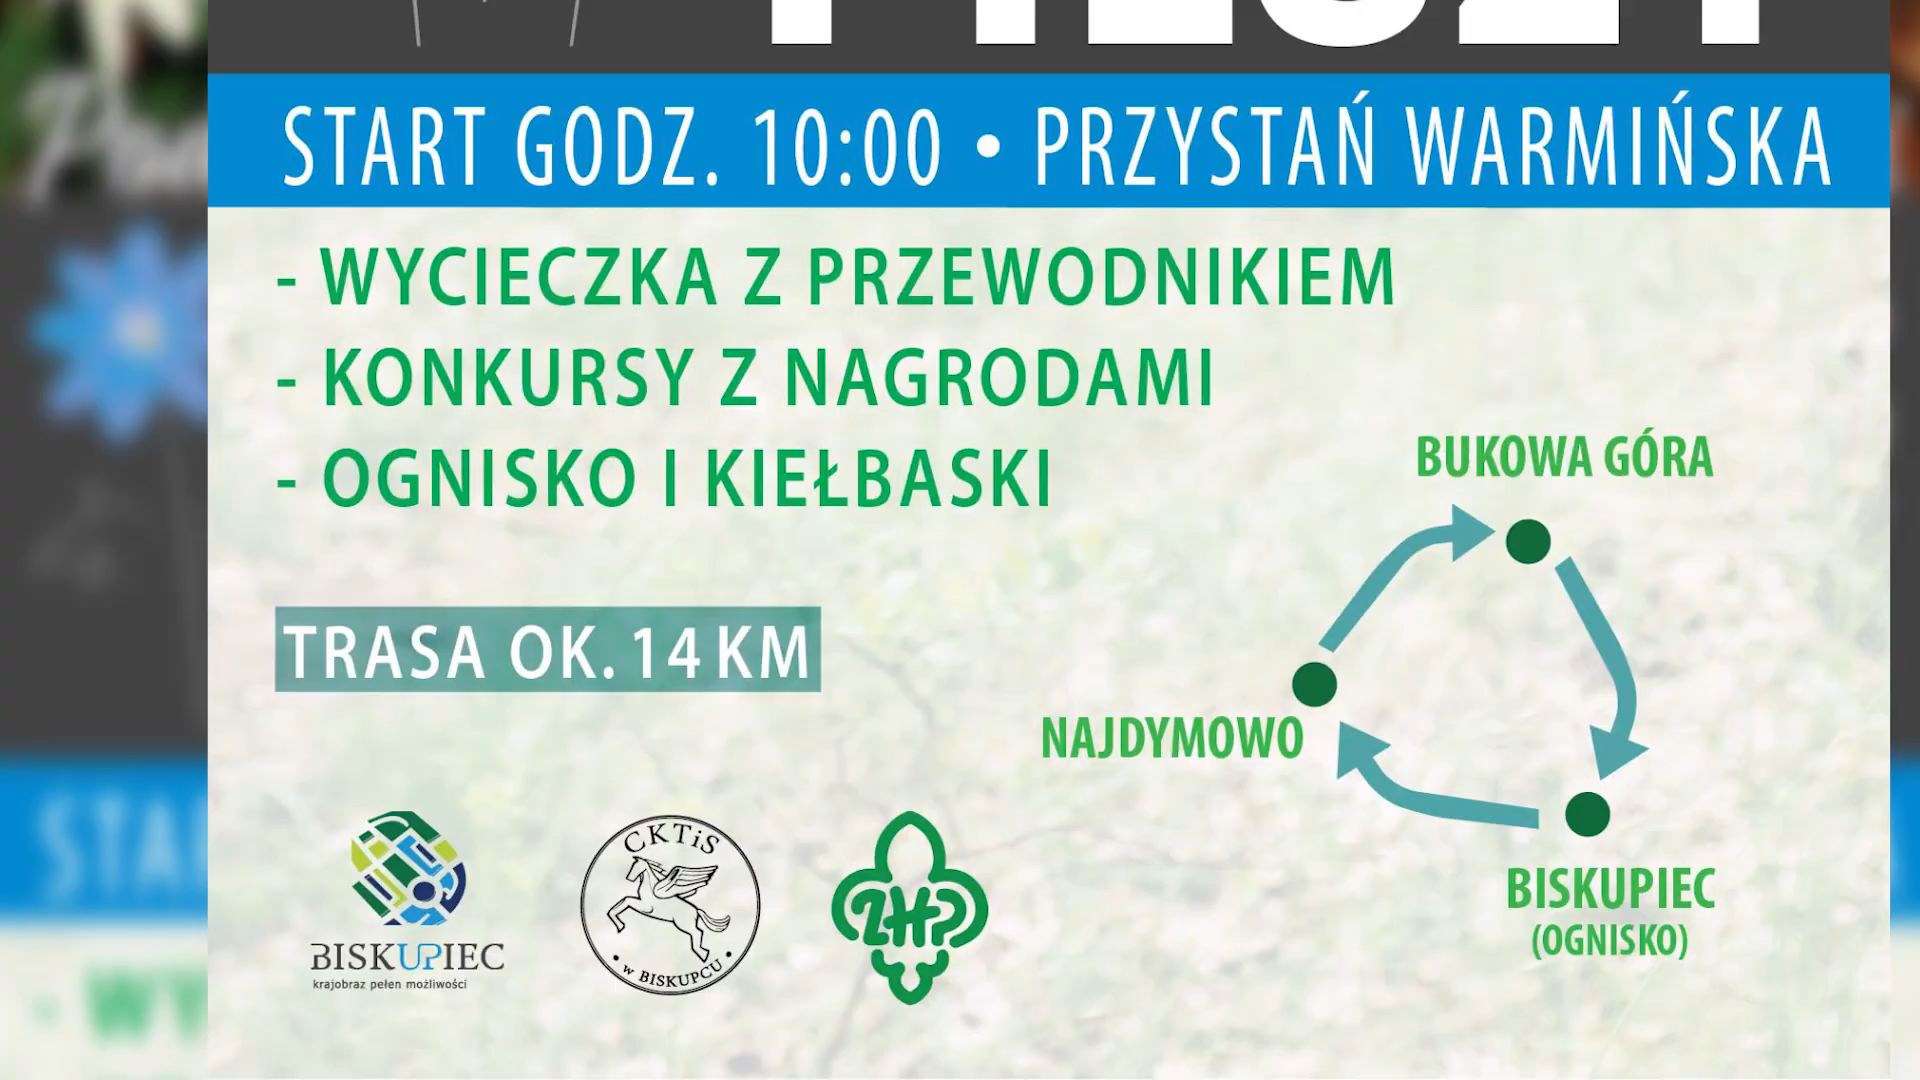 START GODZ. 10:00 • PRZYSTAŃ WARMIŃSKA
- WYCIECZKA Z PRZEWODNIKIEM
- KONKURSY Z NAGRODAMI
- OGNISKO I KIEŁBASKI
BUKOWA GÓRA
TRASA OK. 14 KM
NAJDYMOWO
BISKUPIEC
(OGNISKO)
CKTiS
• w BISKUPCU •
ZHP
BISKUPIEC
krajobraz pełen możliwości